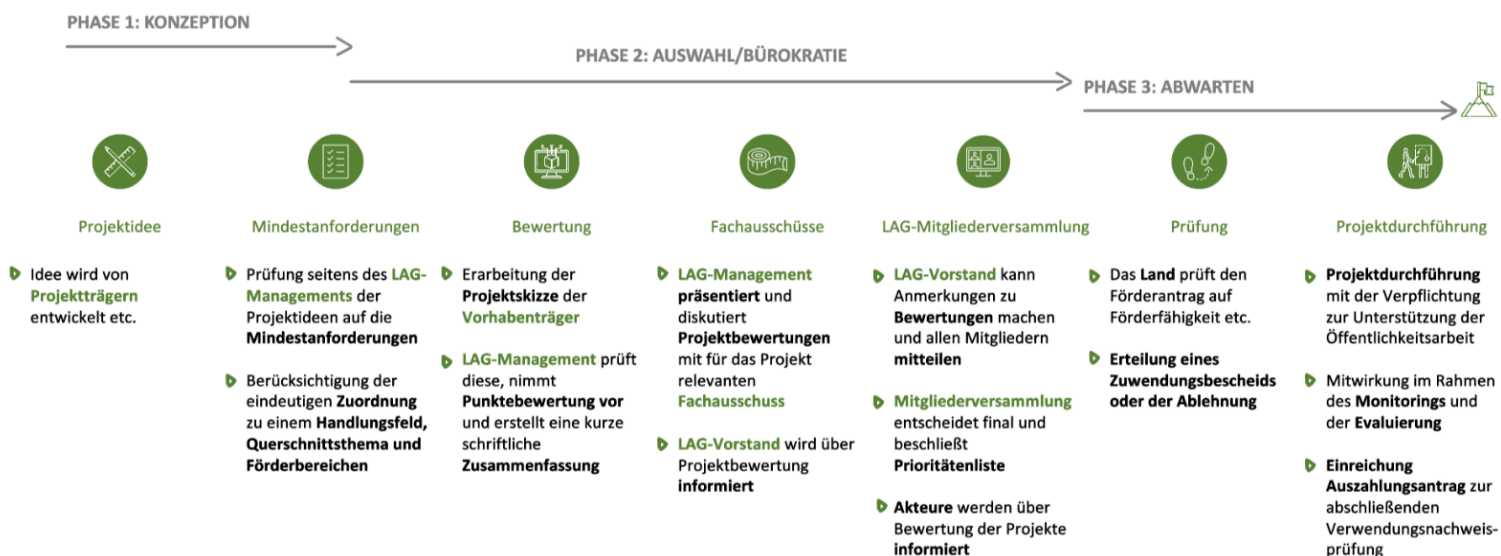 PHASE 1: KONZEPTION
PHASE 2: AUSWAHL/BÜROKRATIE
PHASE 3: ABWARTEN
Projektidee
Idee wird von
Projektträgern
entwickelt etc.
Mindestanforderungen
Prüfung seitens des LAG-
Managements der
Projektideen auf die
Mindestanforderungen
Berücksichtigung der
eindeutigen Zuordnung
zu einem Handlungsfeld,
Querschnittsthema und
Förderbereichen
Bewertung
Erarbeitung der
Projektskizze der
Vorhabenträger
LAG-Management prüft
diese, nimmt
Punktebewertung vor
und erstellt eine kurze
schriftliche
Zusammenfassung
Fachausschüsse
LAG-Management
präsentiert und
diskutiert
Projektbewertungen
mit für das Projekt
relevanten
Fachausschuss
LAG-Vorstand wird über
Projektbewertung
informiert
LAG-Mitgliederversammlung
LAG-Vorstand kann
Anmerkungen zu
Bewertungen machen
und allen Mitgliedern
mitteilen
Mitgliederversammlung
entscheidet final und
beschließt
Prioritätenliste
Akteure werden über
Bewertung der Projekte
informiert
Prüfung
Das Land prüft den
Förderantrag auf
Förderfähigkeit etc.
Erteilung eines
Zuwendungsbescheids
oder der Ablehnung
Projektdurchführung
Projektdurchführung
mit der Verpflichtung
zur Unterstützung der
Öffentlichkeitsarbeit
Mitwirkung im Rahmen
des Monitorings und
der Evaluierung
Einreichung
Auszahlungsantrag zur
abschließenden
Verwendungsnachweis-
prüfung